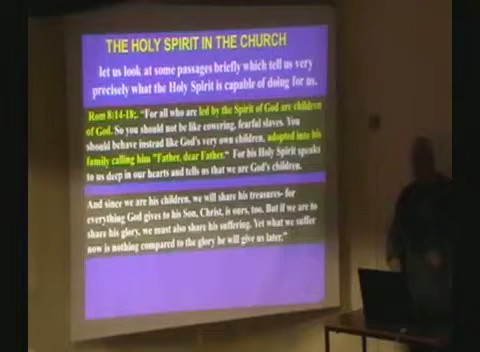 THE HOLY SPIRIT IN THE CHURCH
let us look at some passages briefly which tell us very
precisely what the Holy Spirit is capable of doing for us.
Rom 8:14-18;. "For all who are led by the Spirit of God are children
of God. So you should not be like cowering, fearful slaves. You
should behave instead like God's very own children, adopted into his
family calling him "Father, dear Father." For his Holy Spirit speaks
to us deep in our hearts and tells us that we are God's children.
And since we are his children, we will share his treasures- for
everything God gives to his Son, Christ, is ours, too. But if we are to
share his glory, we must also share his suffering. Yet what we suffer
now is nothing compared to the glory he will give us later."